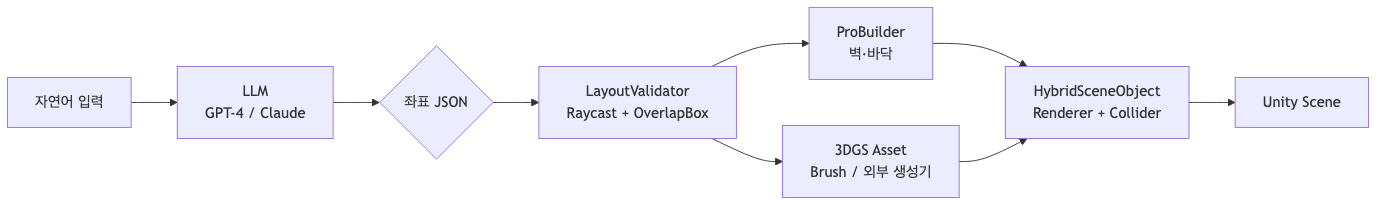 자연어 입력
LLM
GPT-4 / Claude
좌표 JSON
LayoutValidator
Raycast + OverlapBox
ProBuilder
벽·바닥
3DGS Asset
Brush / 외부 생성기
HybridSceneObject
Renderer + Collider
Unity Scene